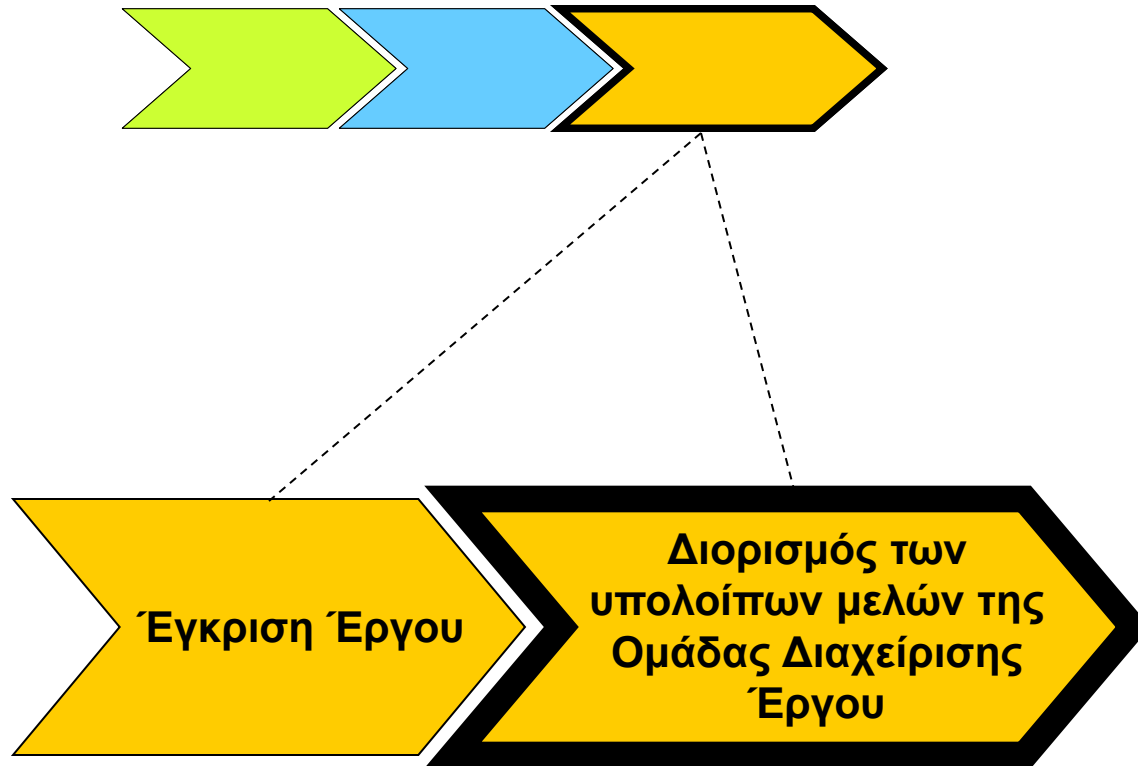 Έγκριση Έργου
Διορισμός των
υπολοίπων μελών της
Ομάδας Διαχείρισης
Έργου